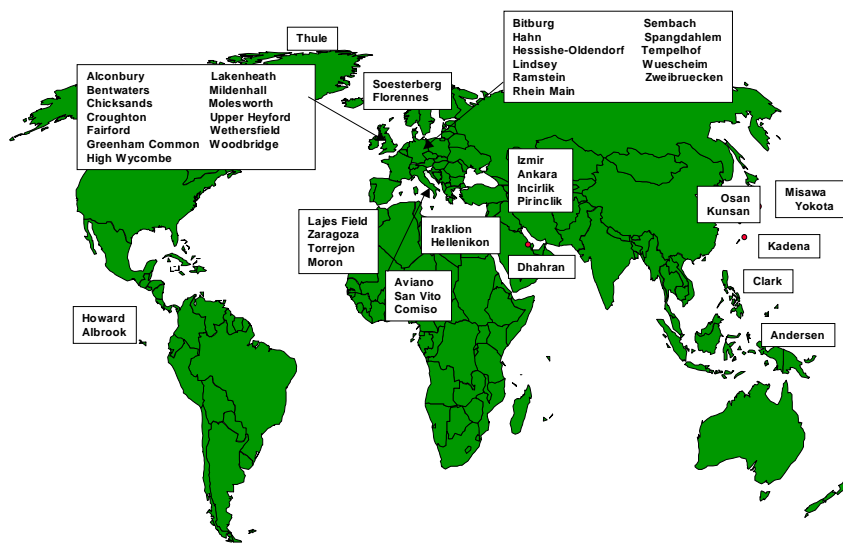 Thule
Alconbury Lakenheath
Bentwaters Mildenhall
Chicksands Molesworth
Croughton Upper Heyford
Fairford Wethersfield
Greenham Common Woodbridge
High Wycombe
Soesterberg
Florennes
Bitburg Sembach
Hahn Spangdahlem
Hessishe-Oldendorf Tempelhof
Lindsey Wuescheim
Ramstein Zweibruecken
Rhein Main
Izmir
Ankara
Incirlik
Pirinclik
Osan
Kunsan
Misawa
Yokota
Lajes Field
Zaragoza
Torrejon
Moron
Iraklion
Hellenikon
Kadena
Dhahran
Clark
Aviano
San Vito
Comiso
Howard
Albrook
Andersen